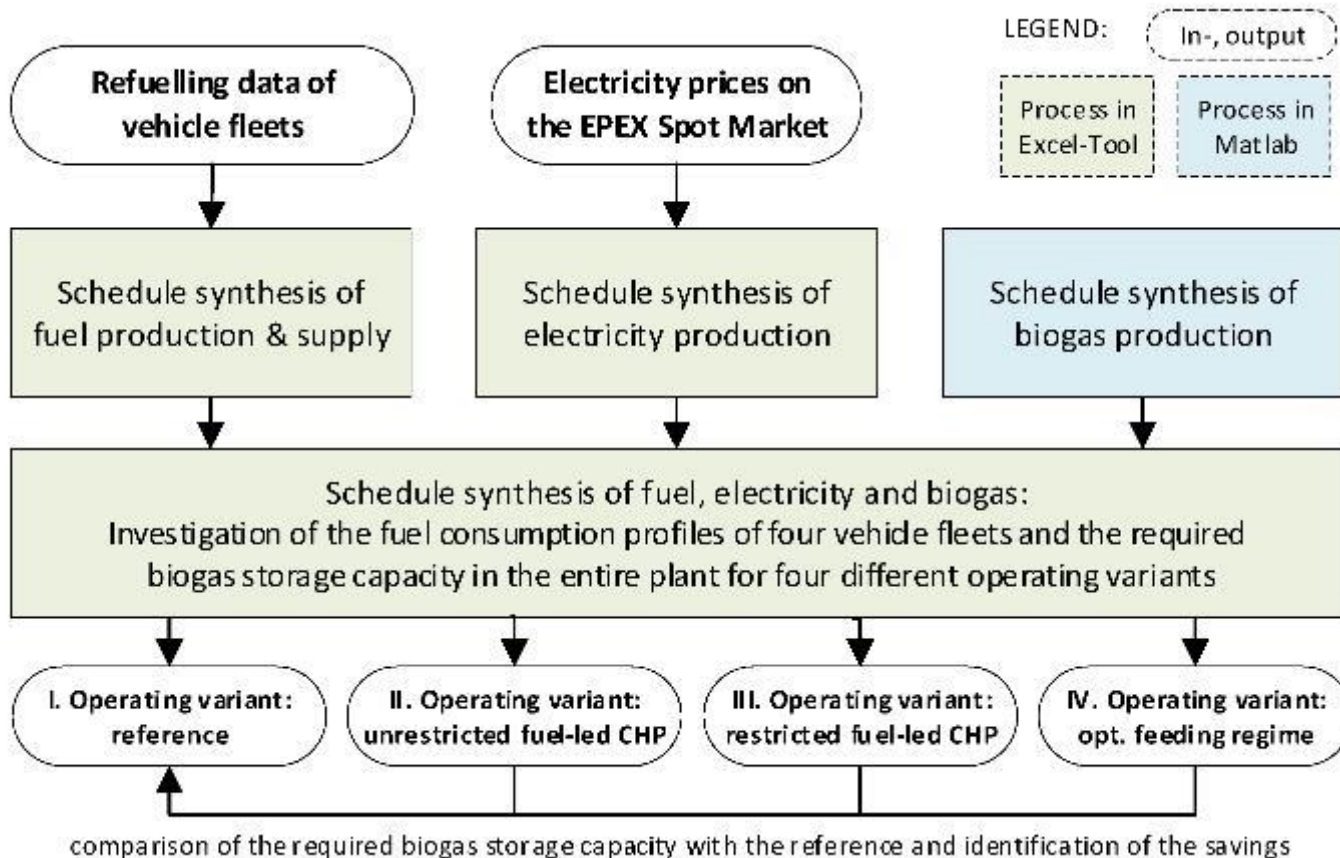 LEGEND:
In-, output
Refuelling data of
vehicle fleets
Electricity prices on
the EPEX Spot Market
Process in
Excel-Tool
Process in
Matlab
Schedule synthesis of
fuel production & supply
Schedule synthesis of
electricity production
Schedule synthesis of
biogas production
Schedule synthesis of fuel, electricity and biogas:
Investigation of the fuel consumption profiles of four vehicle fleets and the required
biogas storage capacity in the entire plant for four different operating variants
I. Operating variant:
reference
II. Operating variant:
unrestricted fuel-led CHP
III. Operating variant:
restricted fuel-led CHP
IV. Operating variant:
opt. feeding regime
comparison of the required biogas storage capacity with the reference and identification of the savings